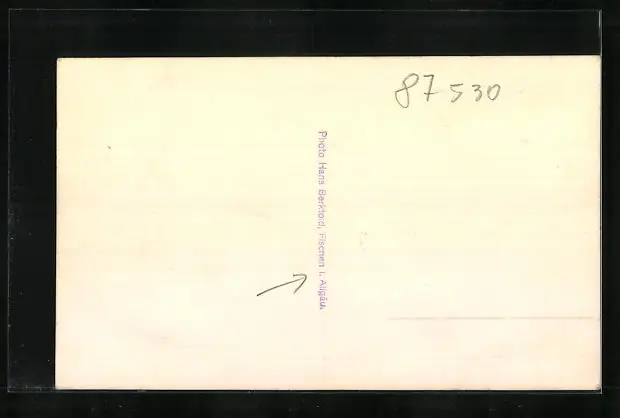 87530
Photo Hans Berktold, Fischen i. Allgäu.